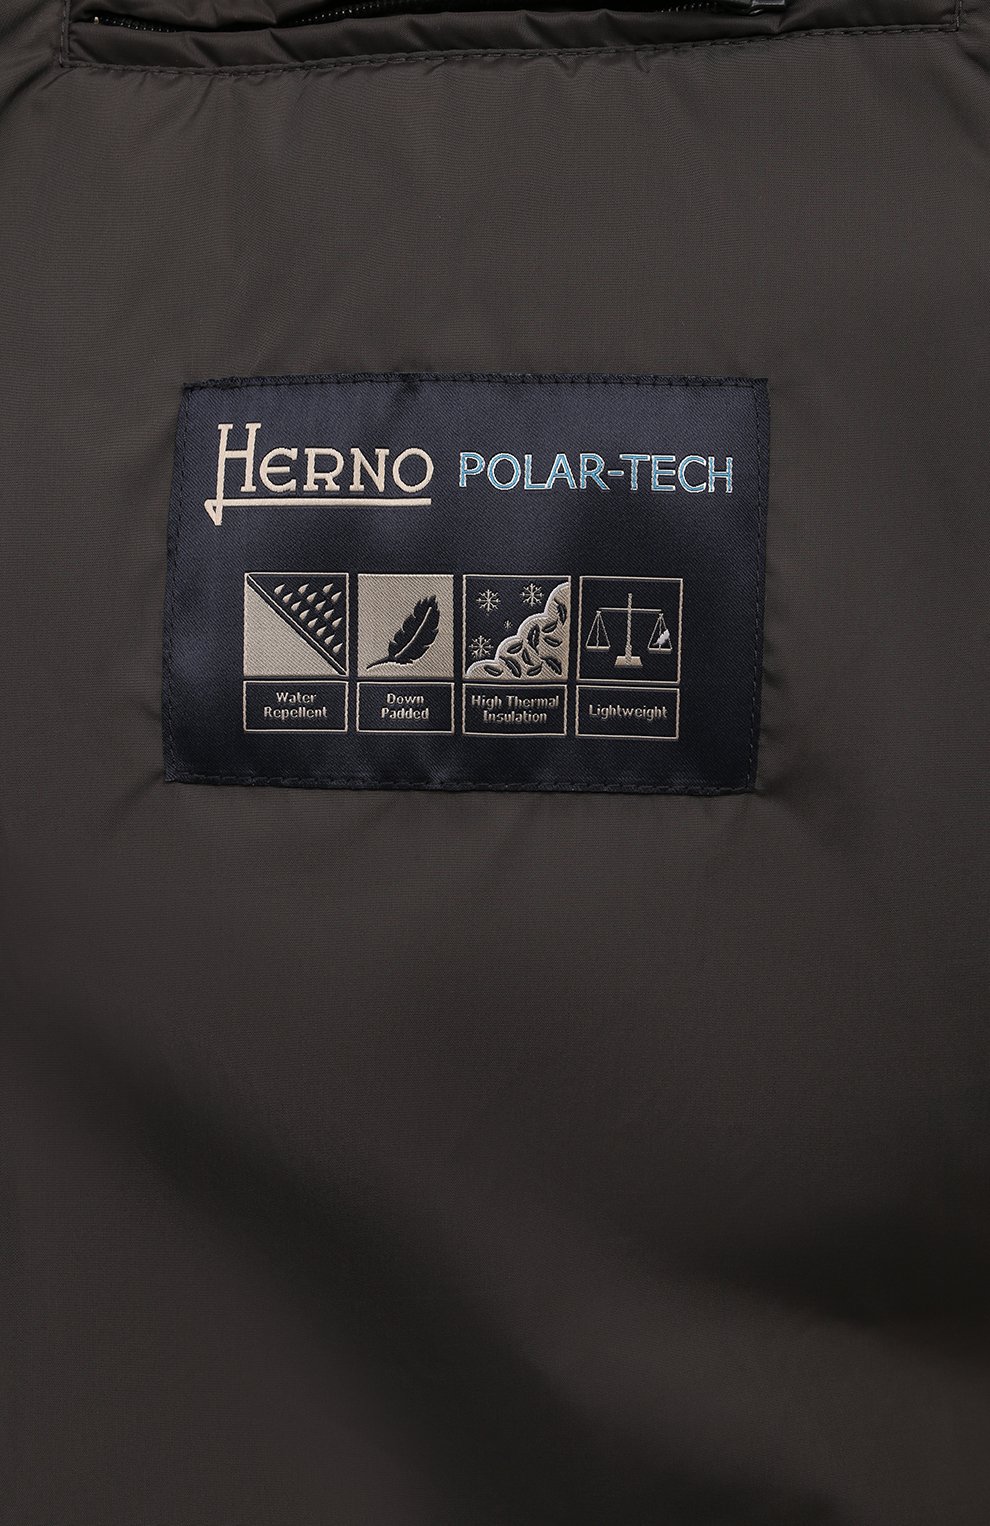 HERNO POLAR-TECH
Water
Repellent
Down
Padded
High Thermal
Insulation
Lightweight